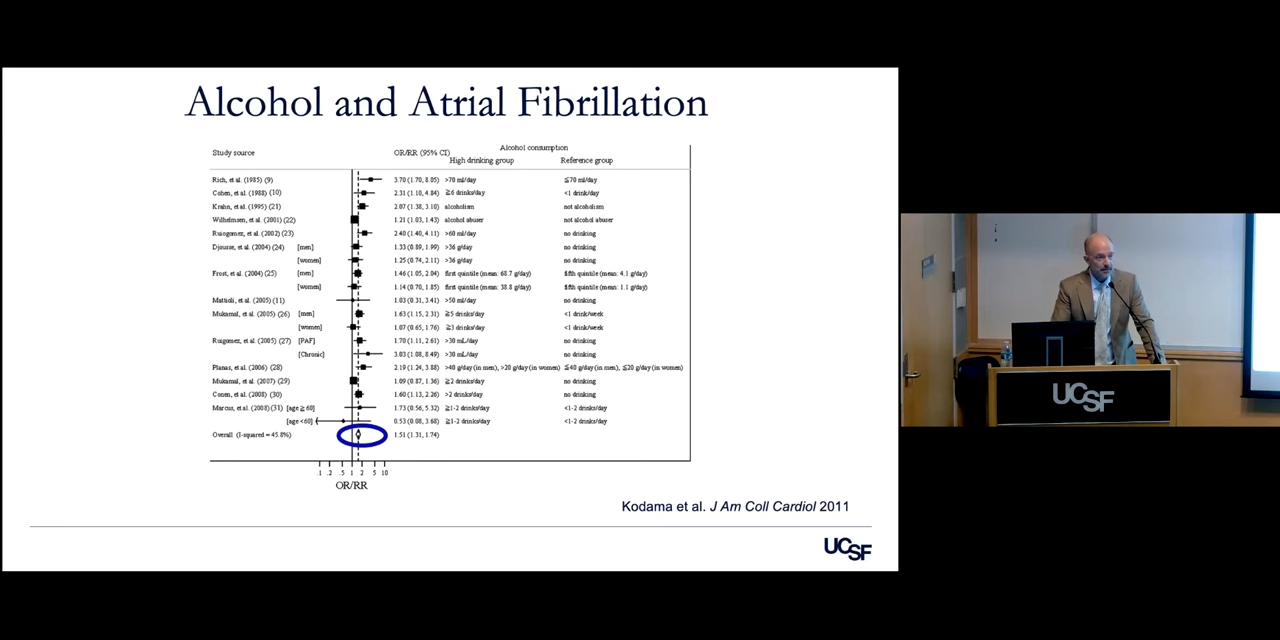 Alcohol and Atrial Fibrillation
Alcohol consumption
Study source OR/RR (95% CI) High drinking group Reference group
Rich, et al. (1985) (9) 3.70 (1.70, 8.05) >70 ml/day ≦70 ml/day
Cohen, et al. (1988) (10) 2.31 (1.10, 4.84) ≧6 drinks/day <1 drink/day
Krahn, et al. (1995) (21) 2.07 (1.38, 3.10) alcoholism not alcoholism
Wilhelmsen, et al. (2001) (22) 1.21 (1.03, 1.43) alcohol abuser not alcohol abuser
Ruiogomez, et al. (2002) (23) 2.40 (1.40, 4.11) >60 ml/day no drinking
Djousse, et al. (2004) (24) [men] 1.33 (0.89, 1.99) >36 g/day no drinking
[women] 1.25 (0.74, 2.11) >36 g/day no drinking
Frost, et al. (2004) (25) [men] 1.46 (1.05, 2.04) first quintile (mean: 68.7 g/day) fifth quintile (mean: 4.1 g/day)
[women] 1.14 (0.70, 1.85) first quintile (mean: 38.8 g/day) fifth quintile (mean: 1.1 g/day)
Mattioli, et al. (2005) (11) 1.03 (0.31, 3.41) >50 ml/day no drinking
Mukamal, et al. (2005) (26) [men] 1.63 (1.15, 2.31) ≧5 drinks/day <1 drink/week
[women] 1.07 (0.65, 1.76) ≧3 drinks/day <1 drink/week
Ruigomez, et al. (2005) (27) [PAF] 1.70 (1.11, 2.61) >30 mL/day no drinking
[Chronic] 3.03 (1.08, 8.49) >30 mL/day no drinking
Planas, et al. (2006) (28) 2.19 (1.24, 3.88) >40 g/day (in men), >20 g/day (in women) ≦40 g/day (in men), ≦20 g/day (in women)
Mukamal, et al. (2007) (29) 1.09 (0.87, 1.36) ≧2 drinks/day no drinking
Conen, et al. (2008) (30) 1.60 (1.13, 2.26) >2 drinks/day no drinking
Marcus, et al. (2008) (31) [age ≧ 60] 1.73 (0.56, 5.32) ≧1-2 drinks/day <1-2 drinks/day
[age <60] 0.53 (0.08, 3.68) ≧1-2 drinks/day <1-2 drinks/day
Overall (I-squared = 45.8%) 1.51 (1.31, 1.74)
.1 .2 .5 1 2 5 10
OR/RR
Kodama et al. J Am Coll Cardiol 2011
UCSF
UCSF